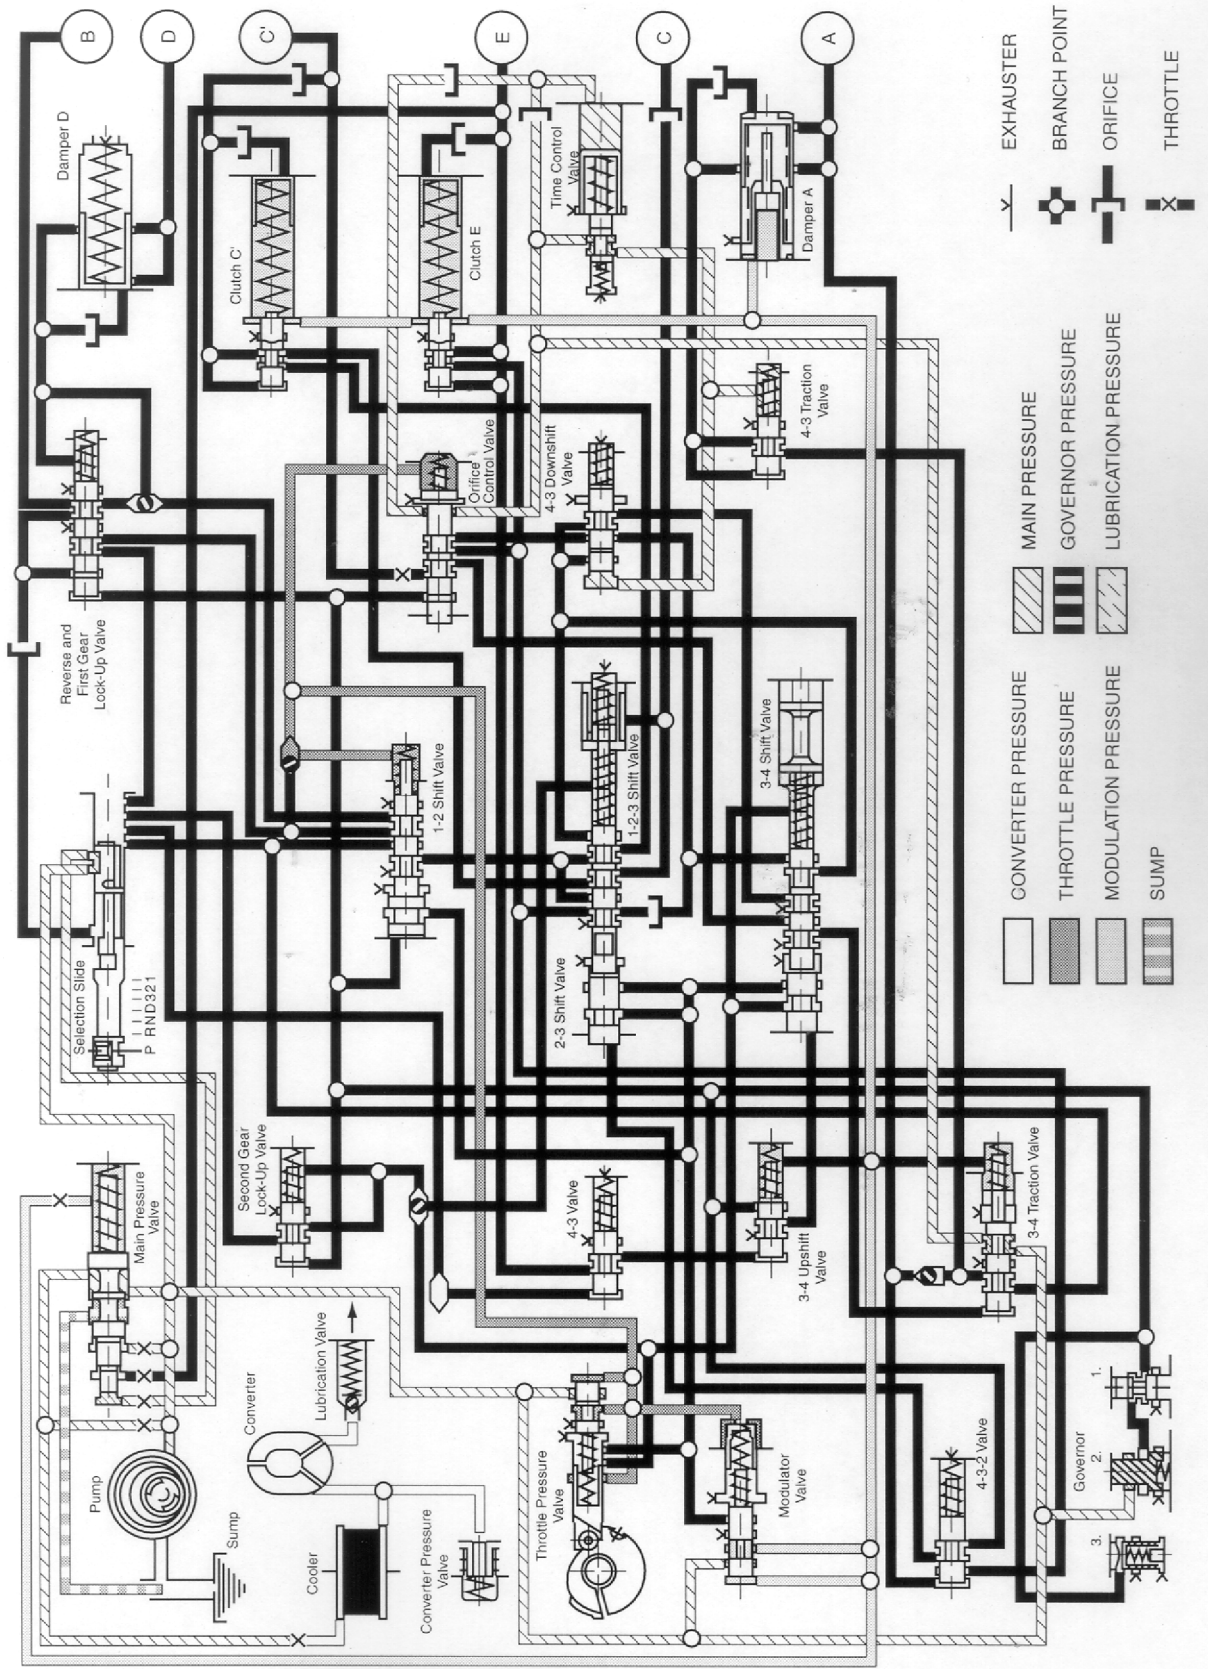 B
D
C'
E
C
A
Damper D
Clutch C'
Clutch E
Time Control
Valve
Damper A
Reverse and
First Gear
Lock-Up Valve
Orifice
Control Valve
4-3 Downshift
Valve
4-3 Traction
Valve
Selection Slide
P RND321
1-2 Shift Valve
1-2-3 Shift Valve
3-4 Shift Valve
2-3 Shift Valve
Main Pressure
Valve
Second Gear
Lock-Up Valve
4-3 Valve
3-4 Upshift
Valve
3-4 Traction Valve
Pump
Sump
Converter
Lubrication Valve
Cooler
Converter Pressure
Valve
Throttle Pressure
Valve
Modulator
Valve
4-3-2 Valve
Governor
1.
2.
3.
CONVERTER PRESSURE
THROTTLE PRESSURE
MODULATION PRESSURE
SUMP
MAIN PRESSURE
GOVERNOR PRESSURE
LUBRICATION PRESSURE
EXHAUSTER
BRANCH POINT
ORIFICE
THROTTLE